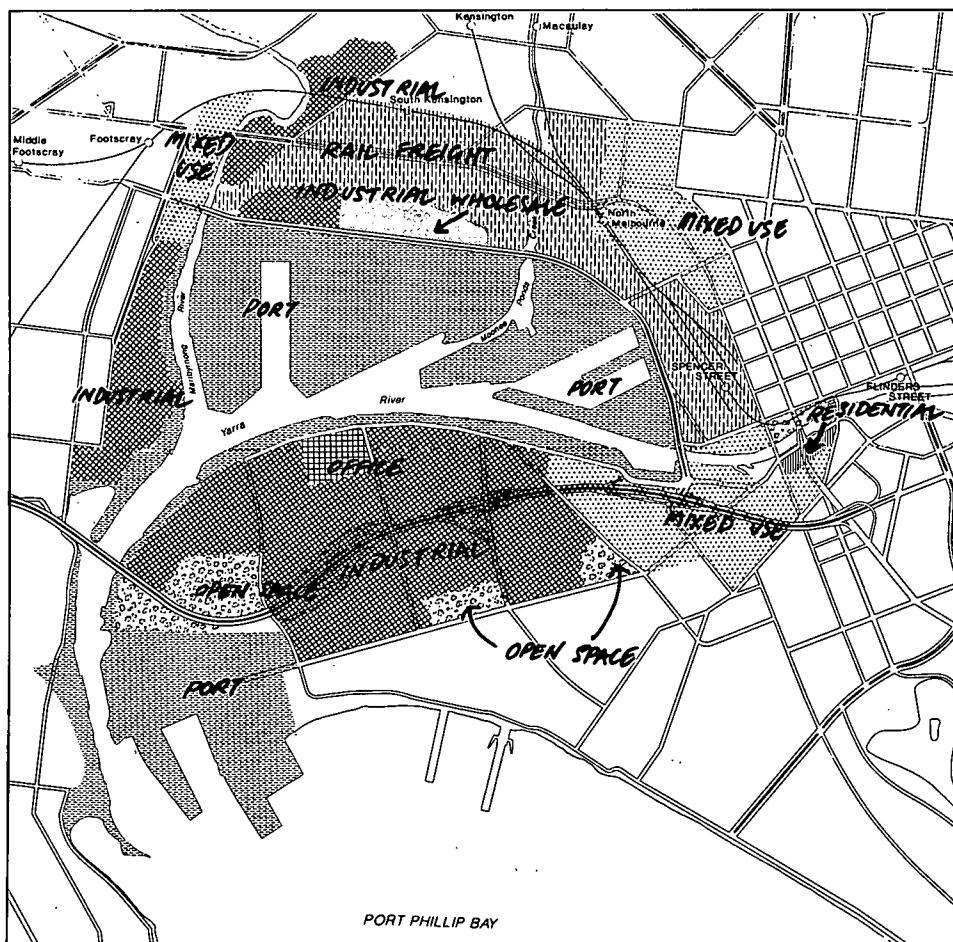 Kensington
Macaulay
INDUSTRIAL
South Kensington
Middle
Footscray
Footscray
MIXED
USE
RAIL FREIGHT
INDUSTRIAL WHOLESALE
North
Melbourne
MIXED USE
River
Maribyrnong
PORT
Ponds
Moonee
PORT
SPENCER
STREET
FLINDERS
STREET
RESIDENTIAL
INDUSTRIAL
River
Yarra
OFFICE
MIXED USE
INDUSTRIAL
OPEN SPACE
OPEN SPACE
PORT
PORT PHILLIP BAY